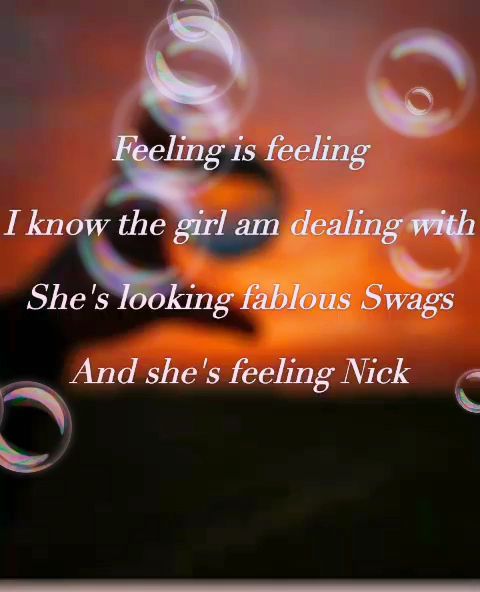 Feeling is feeling
I know the girl am dealing with
She's looking fablous Swags
And she's feeling Nick